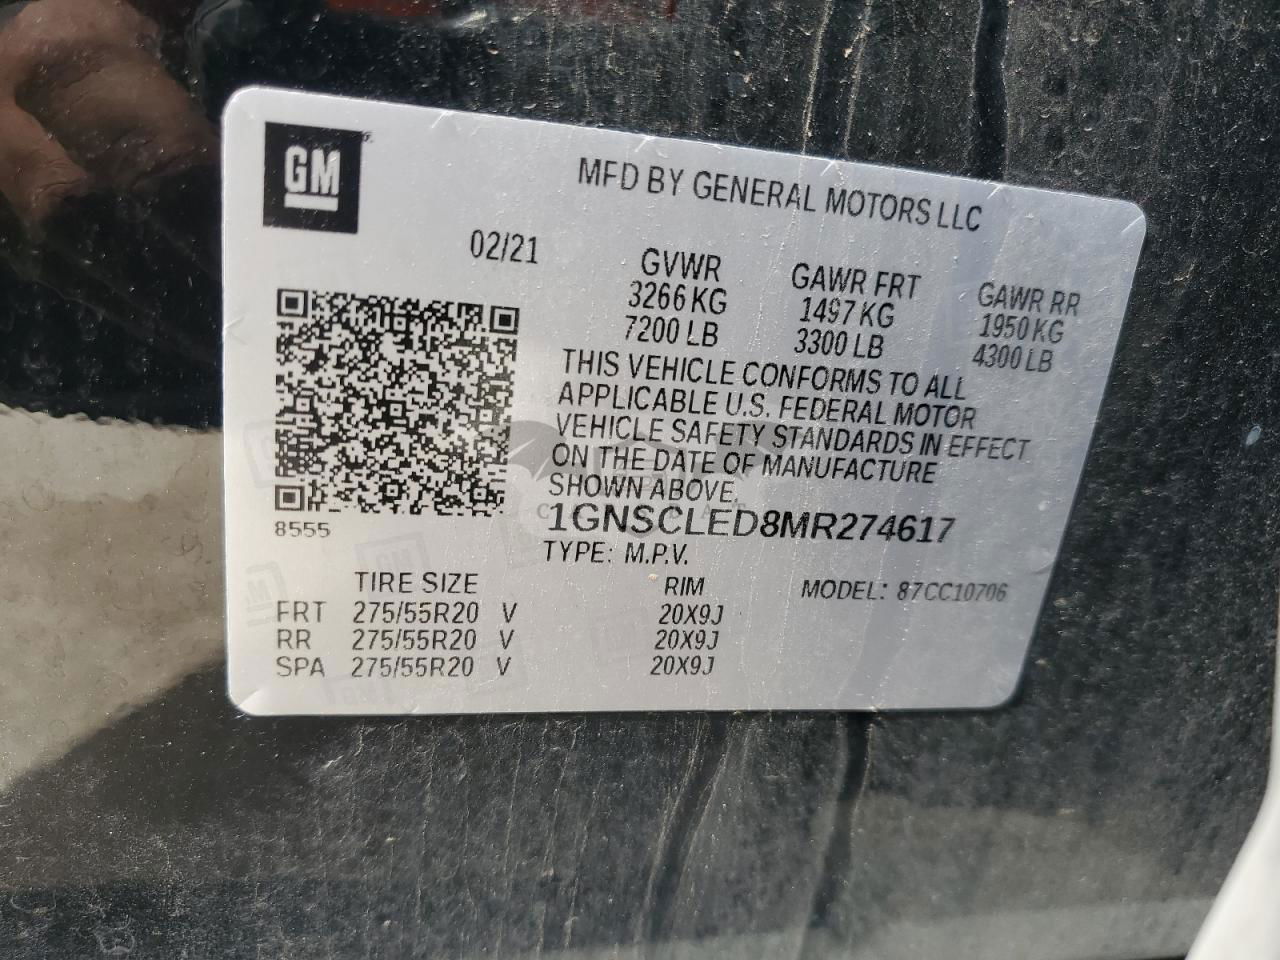 GM
MFD BY GENERAL MOTORS LLC
02/21
GVWR GAWR FRT GAWR RR
3266 KG 1497 KG 1950 KG
7200 LB 3300 LB 4300 LB
THIS VEHICLE CONFORMS TO ALL
APPLICABLE U.S. FEDERAL MOTOR
VEHICLE SAFETY STANDARDS IN EFFECT
ON THE DATE OF MANUFACTURE
SHOWN ABOVE.
8555
1GNSCLED8MR274617
TYPE: M.P.V.
TIRE SIZE RIM MODEL: 87CC10706
FRT 275/55R20 V 20X9J
RR 275/55R20 V 20X9J
SPA 275/55R20 V 20X9J